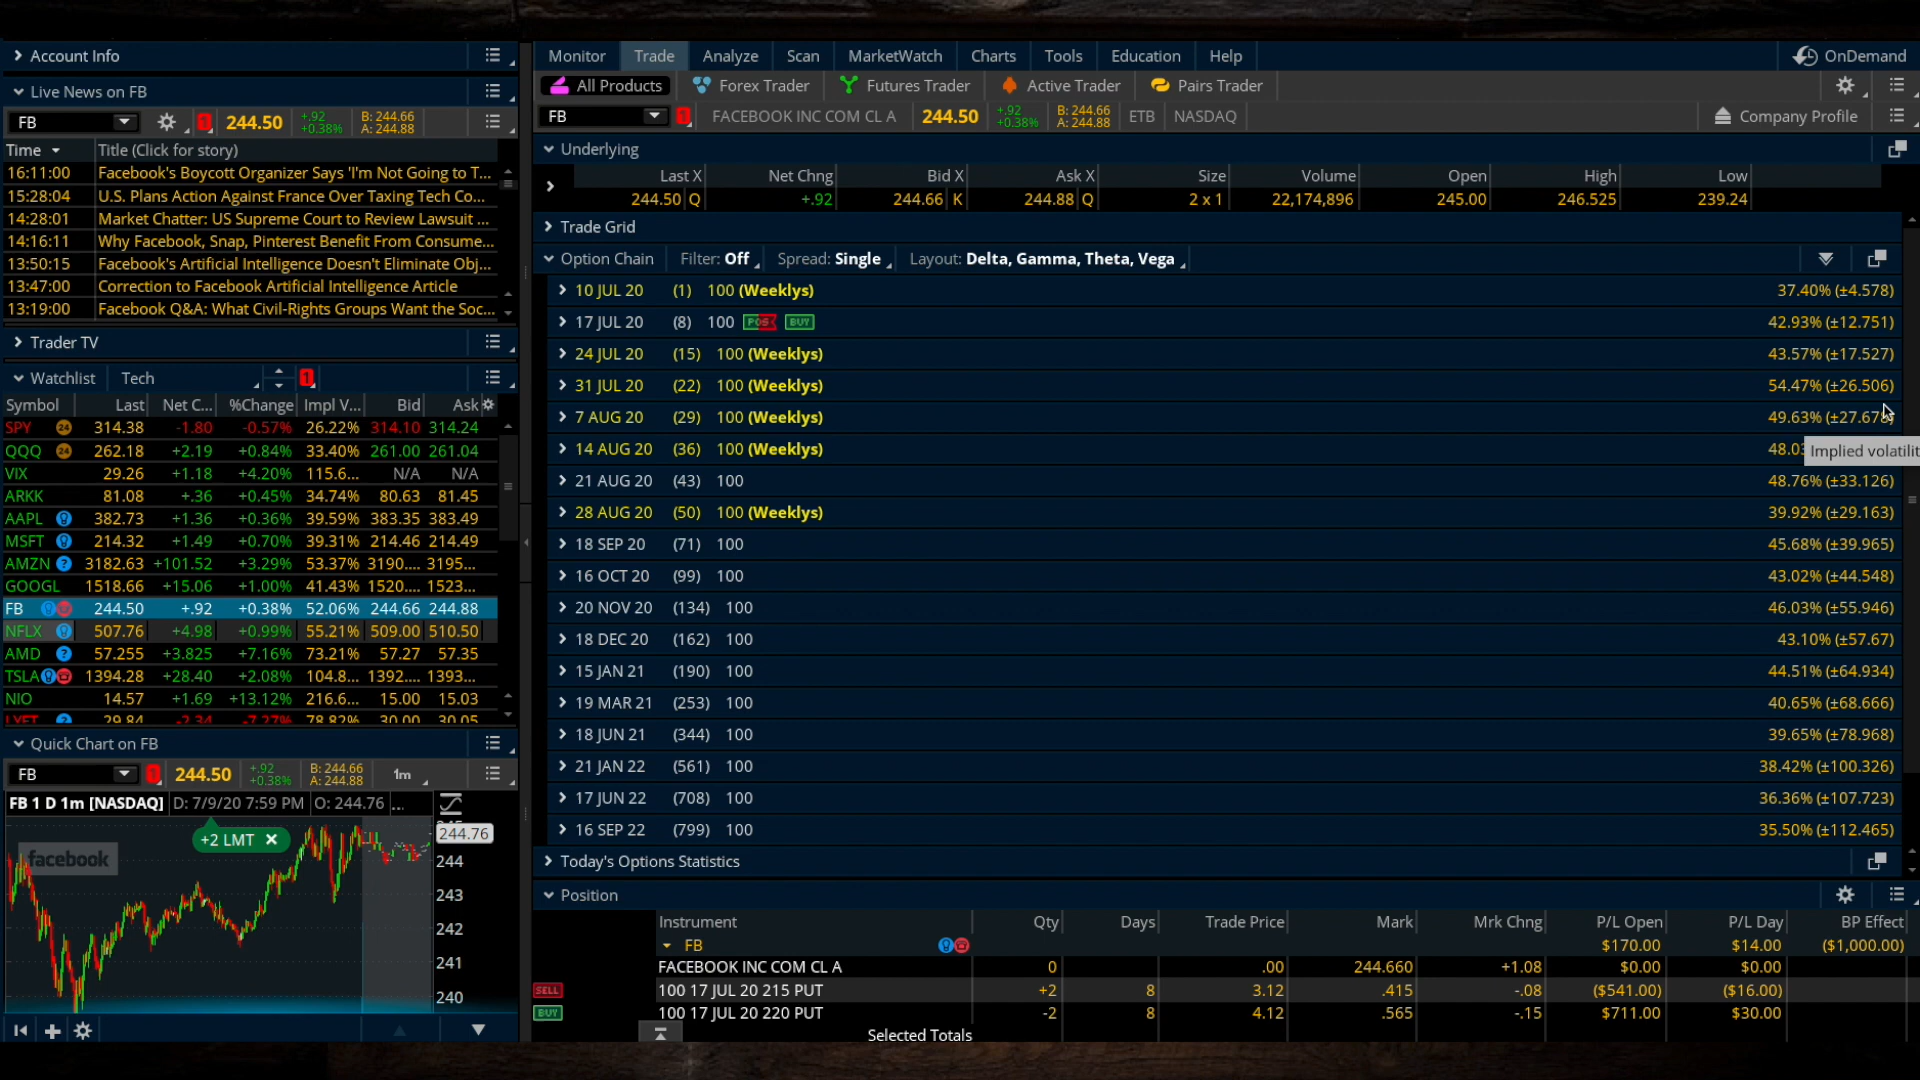 Account Info
Live News on FB
FB 1 244.50 +.92 +0.38% B: 244.66 A: 244.88
Time Title (Click for story)
16:11:00 Facebook's Boycott Organizer Says 'I'm Not Going to T...
15:28:04 U.S. Plans Action Against France Over Taxing Tech Co...
14:28:01 Market Chatter: US Supreme Court to Review Lawsuit ...
14:16:11 Why Facebook, Snap, Pinterest Benefit From Consume...
13:50:15 Facebook's Artificial Intelligence Doesn't Eliminate Obj...
13:47:00 Correction to Facebook Artificial Intelligence Article
13:19:00 Facebook Q&A: What Civil-Rights Groups Want the Soc...
Trader TV
Watchlist Tech 1
Symbol Last Net C... %Change Impl V... Bid Ask
SPY 24 314.38 -1.80 -0.57% 26.22% 314.10 314.24
QQQ 24 262.18 +2.19 +0.84% 33.40% 261.00 261.04
VIX 29.26 +1.18 +4.20% 115.6... N/A N/A
ARKK 81.08 +.36 +0.45% 34.74% 80.63 81.45
AAPL 382.73 +1.36 +0.36% 39.59% 383.35 383.49
MSFT 214.32 +1.49 +0.70% 39.31% 214.46 214.49
AMZN ? 3182.63 +101.52 +3.29% 53.37% 3190.... 3195...
GOOGL 1518.66 +15.06 +1.00% 41.43% 1520.... 1523...
FB 244.50 +.92 +0.38% 52.06% 244.66 244.88
NFLX 507.76 +4.98 +0.99% 55.21% 509.00 510.50
AMD ? 57.255 +3.825 +7.16% 73.21% 57.27 57.35
TSLA 1394.28 +28.40 +2.08% 104.8... 1392.... 1393...
NIO 14.57 +1.69 +13.12% 216.6... 15.00 15.03
LYFT ? 29.84 -2.34 -7.27% 78.82% 30.00 30.05
Quick Chart on FB
FB 1 244.50 +.92 +0.38% B: 244.66 A: 244.88 1m
FB 1 D 1m [NASDAQ] D: 7/9/20 7:59 PM O: 244.76 ...
+2 LMT
facebook
244.76
244
243
242
241
240
Monitor Trade Analyze Scan MarketWatch Charts Tools Education Help OnDemand
All Products Forex Trader Futures Trader Active Trader Pairs Trader
FB 1 FACEBOOK INC COM CL A 244.50 +.92 +0.38% B: 244.66 A: 244.88 ETB NASDAQ Company Profile
Underlying
Last X Net Chng Bid X Ask X Size Volume Open High Low
244.50 Q +.92 244.66 K 244.88 Q 2 x 1 22,174,896 245.00 246.525 239.24
Trade Grid
Option Chain Filter: Off Spread: Single Layout: Delta, Gamma, Theta, Vega
10 JUL 20 (1) 100 (Weeklys) 37.40% (±4.578)
17 JUL 20 (8) 100 POS BUY 42.93% (±12.751)
24 JUL 20 (15) 100 (Weeklys) 43.57% (±17.527)
31 JUL 20 (22) 100 (Weeklys) 54.47% (±26.506)
7 AUG 20 (29) 100 (Weeklys) 49.63% (±27.678)
14 AUG 20 (36) 100 (Weeklys) 48.03
Implied volatilit
21 AUG 20 (43) 100 48.76% (±33.126)
28 AUG 20 (50) 100 (Weeklys) 39.92% (±29.163)
18 SEP 20 (71) 100 45.68% (±39.965)
16 OCT 20 (99) 100 43.02% (±44.548)
20 NOV 20 (134) 100 46.03% (±55.946)
18 DEC 20 (162) 100 43.10% (±57.67)
15 JAN 21 (190) 100 44.51% (±64.934)
19 MAR 21 (253) 100 40.65% (±68.666)
18 JUN 21 (344) 100 39.65% (±78.968)
21 JAN 22 (561) 100 38.42% (±100.326)
17 JUN 22 (708) 100 36.36% (±107.723)
16 SEP 22 (799) 100 35.50% (±112.465)
Today's Options Statistics
Position
Instrument Qty Days Trade Price Mark Mrk Chng P/L Open P/L Day BP Effect
FB $170.00 $14.00 ($1,000.00)
FACEBOOK INC COM CL A 0 .00 244.660 +1.08 $0.00 $0.00
SELL 100 17 JUL 20 215 PUT +2 8 3.12 .415 -.08 ($541.00) ($16.00)
BUY 100 17 JUL 20 220 PUT -2 8 4.12 .565 -.15 $711.00 $30.00
Selected Totals